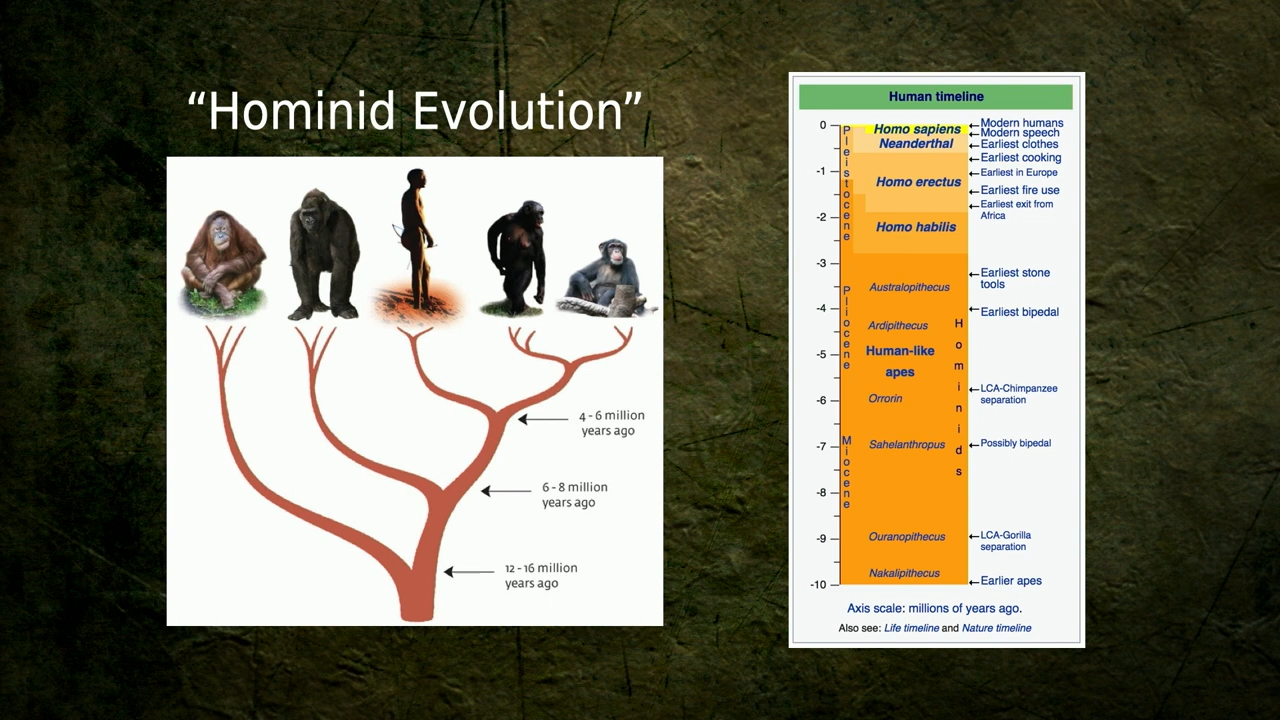 “Hominid Evolution”
4 - 6 million
years ago
6 - 8 million
years ago
12 - 16 million
years ago
Human timeline
0
-1
-2
-3
-4
-5
-6
-7
-8
-9
-10
Pleistocene
Pliocene
Miocene
Homo sapiens
Neanderthal
Homo erectus
Homo habilis
Australopithecus
Ardipithecus
Human-like
apes
Orrorin
Sahelanthropus
Ouranopithecus
Nakalipithecus
Hominids
Modern humans
Modern speech
Earliest clothes
Earliest cooking
Earliest in Europe
Earliest fire use
Earliest exit from
Africa
Earliest stone
tools
Earliest bipedal
LCA-Chimpanzee
separation
Possibly bipedal
LCA-Gorilla
separation
Earlier apes
Axis scale: millions of years ago.
Also see: Life timeline and Nature timeline